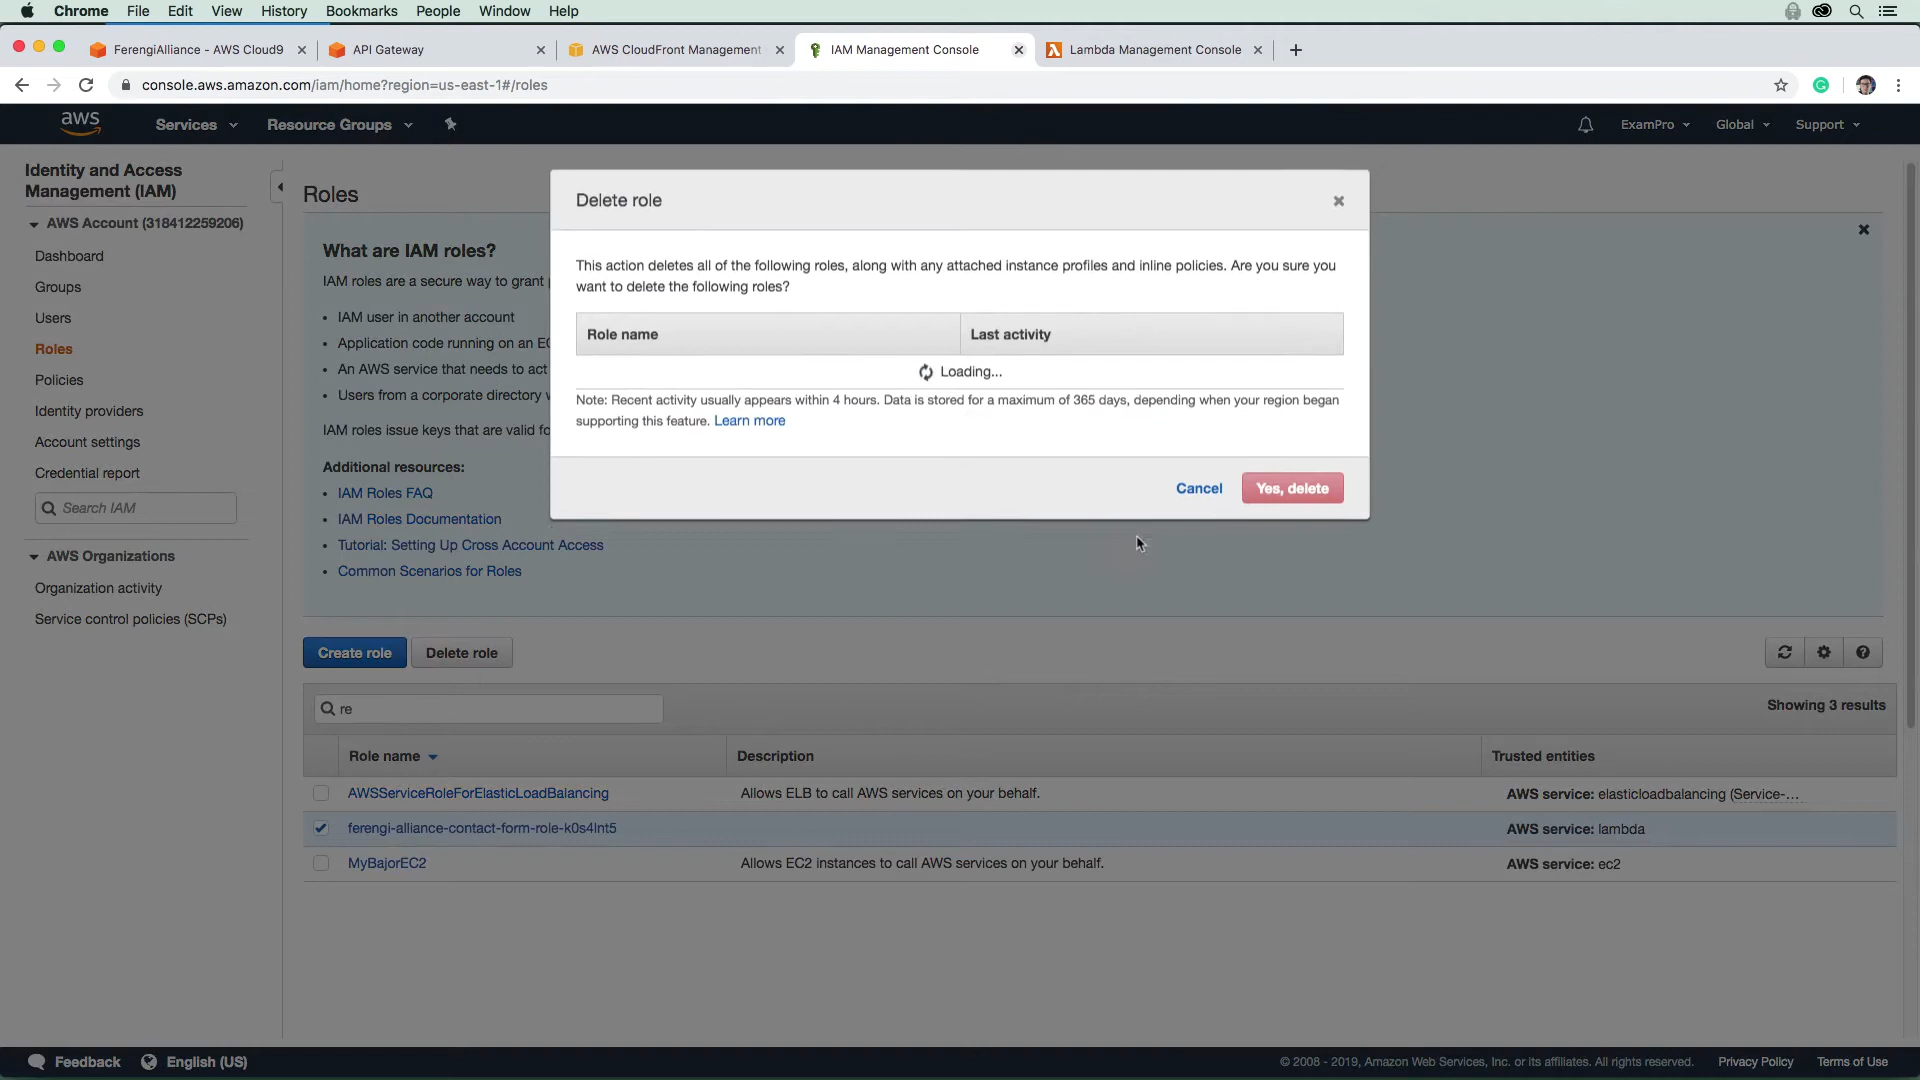 Chrome File Edit View History Bookmarks People Window Help
FerengiAlliance - AWS Cloud9
API Gateway
AWS CloudFront Management
IAM Management Console
Lambda Management Console
console.aws.amazon.com/iam/home?region=us-east-1#/roles
aws Services Resource Groups ExamPro Global Support
Identity and Access
Management (IAM)
AWS Account (318412259206)
Dashboard
Groups
Users
Roles
Policies
Identity providers
Account settings
Credential report
Search IAM
AWS Organizations
Organization activity
Service control policies (SCPs)
Roles
What are IAM roles?
IAM roles are a secure way to grant
IAM user in another account
Application code running on an EC
An AWS service that needs to act
Users from a corporate directory
IAM roles issue keys that are valid fo
Additional resources:
IAM Roles FAQ
IAM Roles Documentation
Tutorial: Setting Up Cross Account Access
Common Scenarios for Roles
Delete role
This action deletes all of the following roles, along with any attached instance profiles and inline policies. Are you sure you
want to delete the following roles?
Role name Last activity
Loading...
Note: Recent activity usually appears within 4 hours. Data is stored for a maximum of 365 days, depending when your region began
supporting this feature. Learn more
Cancel Yes, delete
Create role Delete role
re
Showing 3 results
Role name Description Trusted entities
AWSServiceRoleForElasticLoadBalancing Allows ELB to call AWS services on your behalf. AWS service: elasticloadbalancing (Service-...
ferengi-alliance-contact-form-role-k0s4lnt5 AWS service: lambda
MyBajorEC2 Allows EC2 instances to call AWS services on your behalf. AWS service: ec2
Feedback English (US) © 2008 - 2019, Amazon Web Services, Inc. or its affiliates. All rights reserved. Privacy Policy Terms of Use